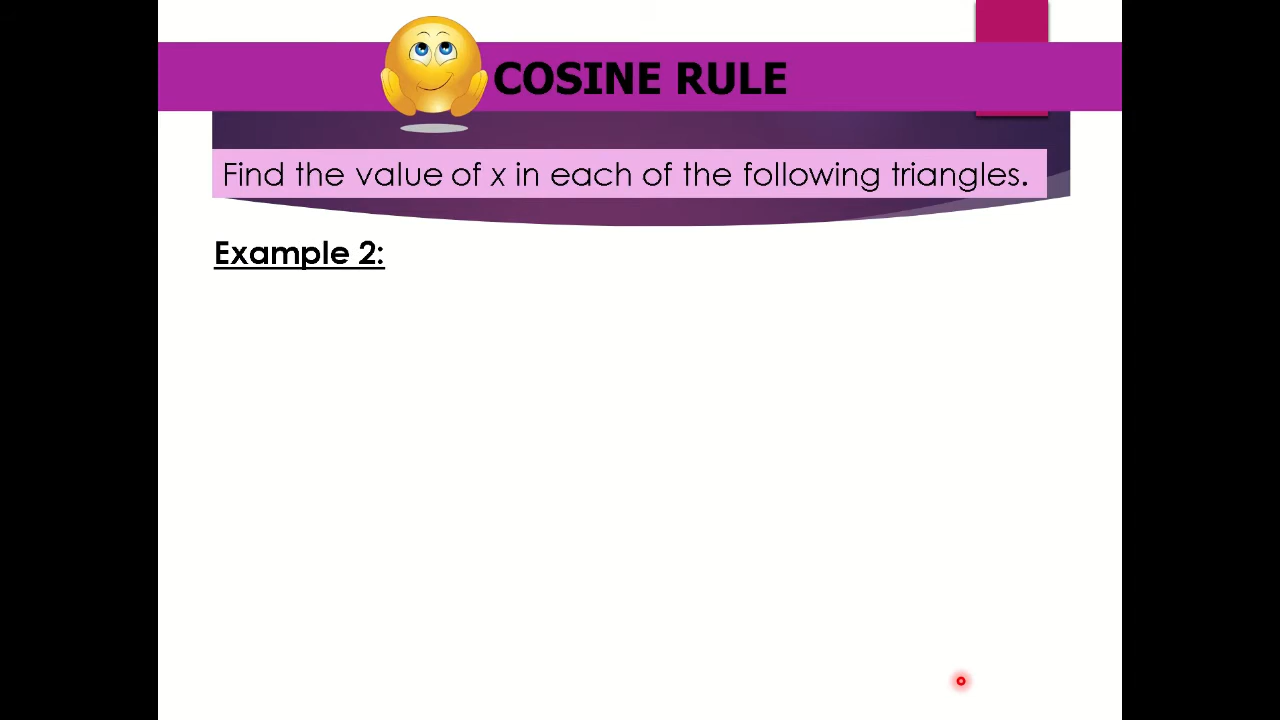 COSINE RULE
Find the value of x in each of the following triangles.
Example 2: